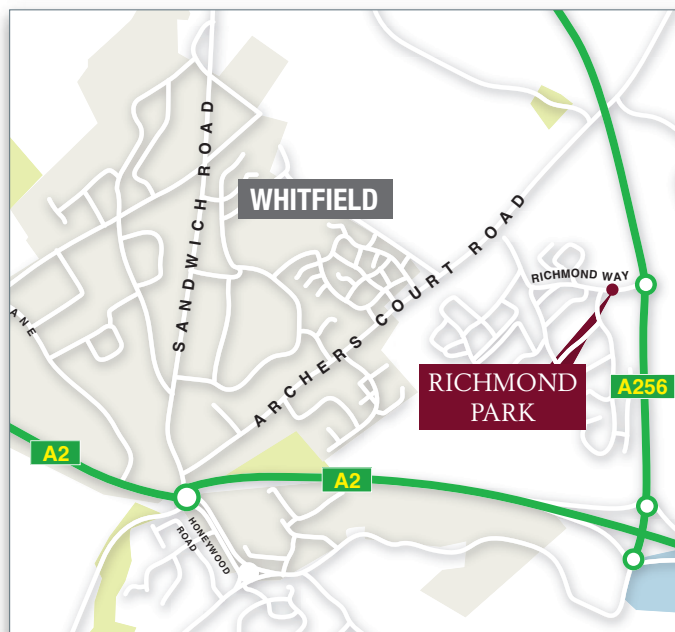 SANDWICH ROAD
WHITFIELD
ARCHERS COURT ROAD
RICHMOND WAY
ANE
RICHMOND
PARK
A256
A2
A2
HONEYWOOD
ROAD